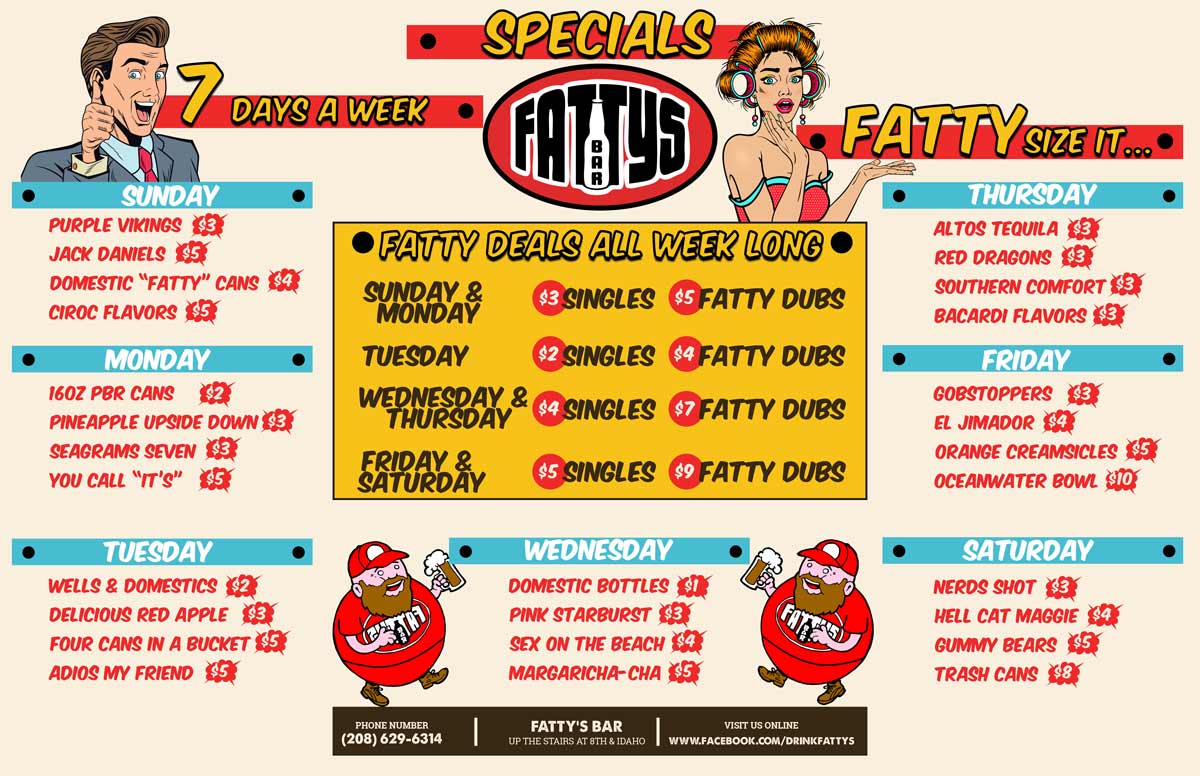 SPECIALS
7 DAYS A WEEK
FATTYS
BAR
FATTY SIZE IT...
SUNDAY
PURPLE VIKINGS $3
JACK DANIELS $5
DOMESTIC “FATTY” CANS $4
CIROC FLAVORS $5
MONDAY
16OZ PBR CANS $2
PINEAPPLE UPSIDE DOWN $3
SEAGRAMS SEVEN $3
YOU CALL “IT'S” $5
TUESDAY
WELLS & DOMESTICS $2
DELICIOUS RED APPLE $3
FOUR CANS IN A BUCKET $5
ADIOS MY FRIEND $5
FATTY DEALS ALL WEEK LONG
SUNDAY &
MONDAY
$3 SINGLES $5 FATTY DUBS
TUESDAY $2 SINGLES $4 FATTY DUBS
WEDNESDAY &
THURSDAY
$4 SINGLES $7 FATTY DUBS
FRIDAY &
SATURDAY
$5 SINGLES $9 FATTY DUBS
WEDNESDAY
DOMESTIC BOTTLES $1
PINK STARBURST $3
SEX ON THE BEACH $4
MARGARICHA-CHA $5
THURSDAY
ALTOS TEQUILA $3
RED DRAGONS $3
SOUTHERN COMFORT $3
BACARDI FLAVORS $3
FRIDAY
GOBSTOPPERS $3
EL JIMADOR $4
ORANGE CREAMSICLES $5
OCEANWATER BOWL $10
SATURDAY
NERDS SHOT $3
HELL CAT MAGGIE $4
GUMMY BEARS $5
TRASH CANS $8
PHONE NUMBER
(208) 629-6314
FATTY'S BAR
UP THE STAIRS AT 8TH & IDAHO
VISIT US ONLINE
WWW.FACEBOOK.COM/DRINKFATTYS